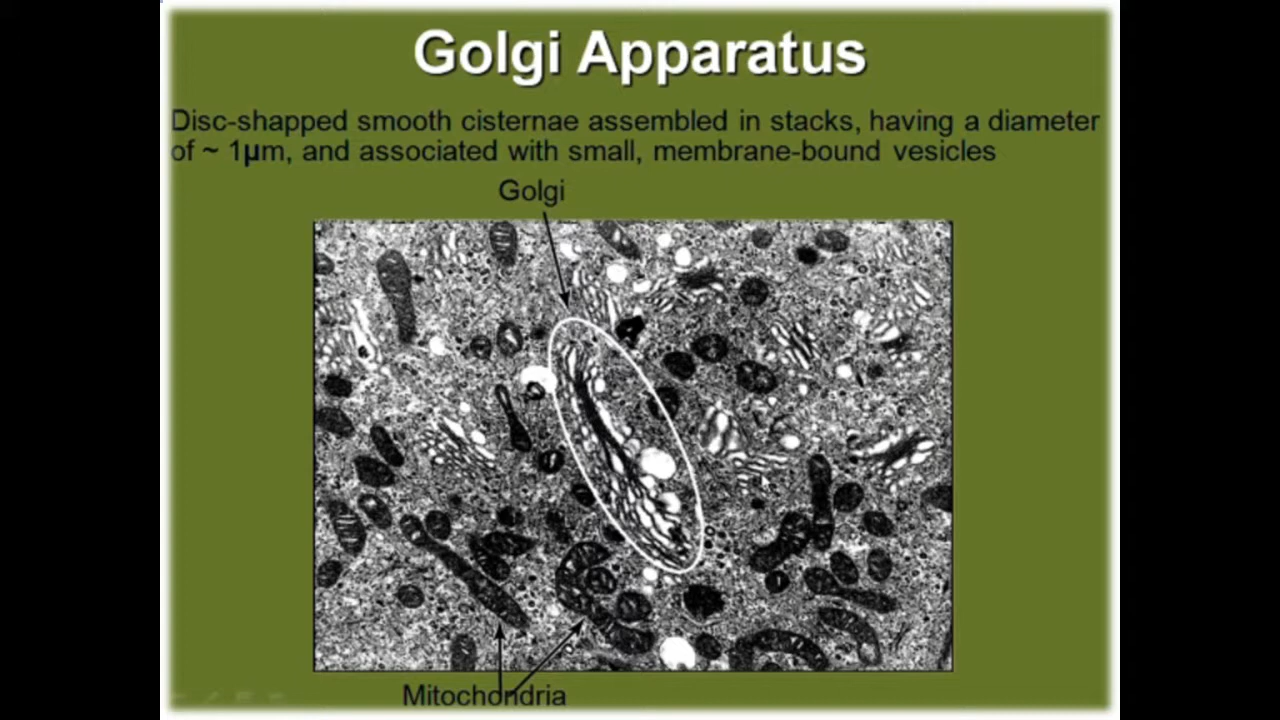 Golgi Apparatus
Disc-shapped smooth cisternae assembled in stacks, having a diameter
of ~ 1µm, and associated with small, membrane-bound vesicles
Golgi
Mitochondria